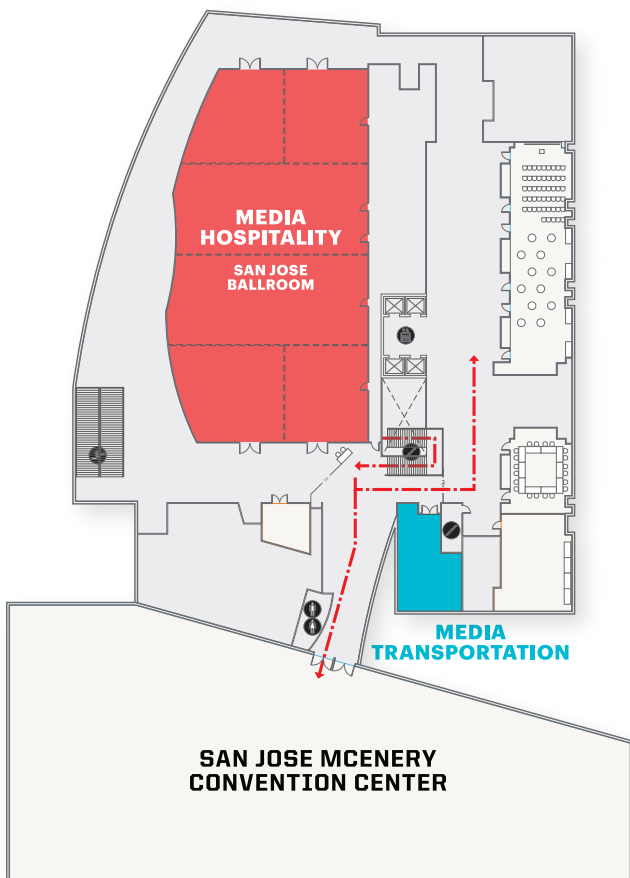 MEDIA
HOSPITALITY
SAN JOSE
BALLROOM
MEDIA
TRANSPORTATION
SAN JOSE MCENERY
CONVENTION CENTER